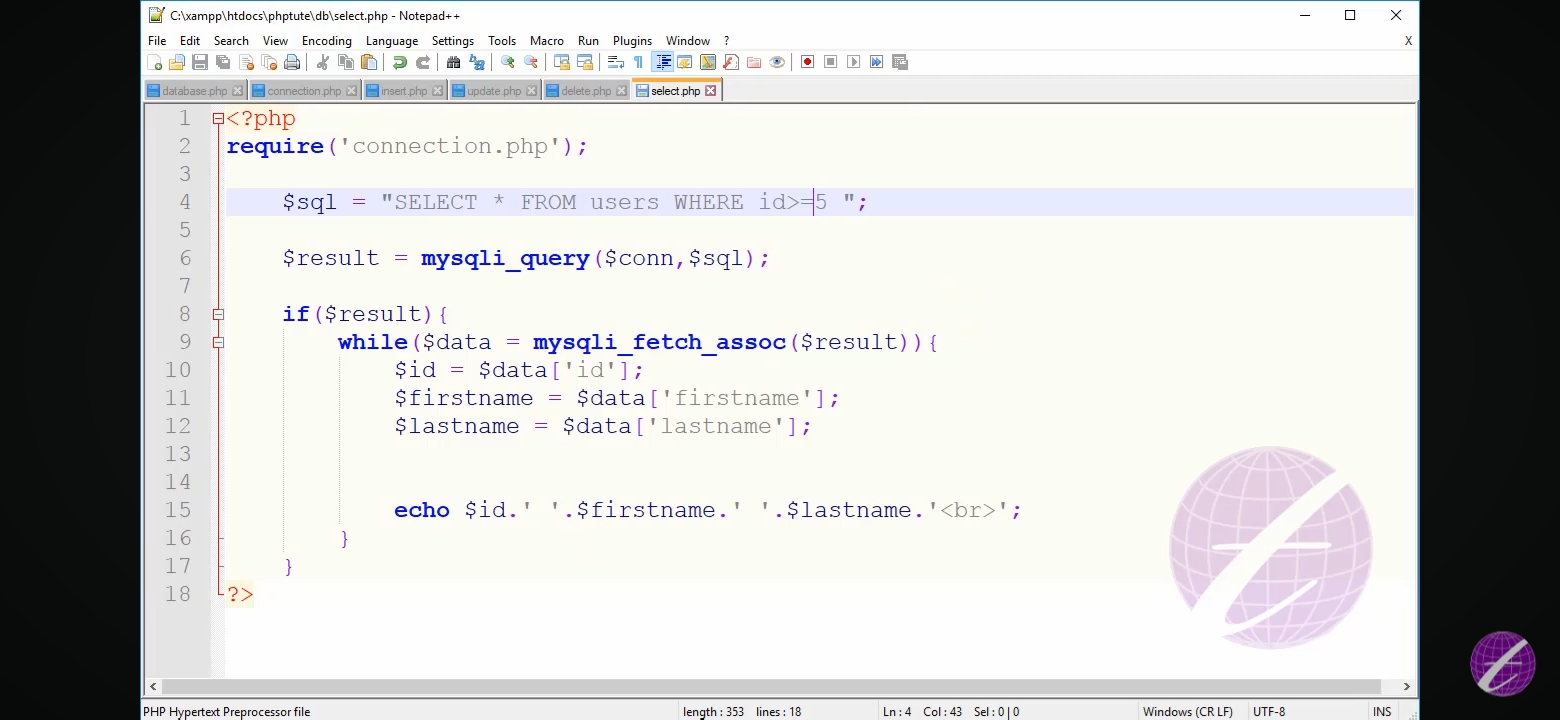 C:\xampp\htdocs\phptute\db\select.php - Notepad++
File Edit Search View Encoding Language Settings Tools Macro Run Plugins Window ? X
database.php connection.php insert.php update.php delete.php select.php
1 <?php
2 require('connection.php');
3
4 $sql = "SELECT * FROM users WHERE id>=5 ";
5
6 $result = mysqli_query($conn,$sql);
7
8 if($result){
9 while($data = mysqli_fetch_assoc($result)){
10 $id = $data['id'];
11 $firstname = $data['firstname'];
12 $lastname = $data['lastname'];
13
14
15 echo $id.' '.$firstname.' '.$lastname.'<br>';
16 }
17 }
18 ?>
PHP Hypertext Preprocessor file length : 353 lines : 18 Ln : 4 Col : 43 Sel : 0 | 0 Windows (CR LF) UTF-8 INS